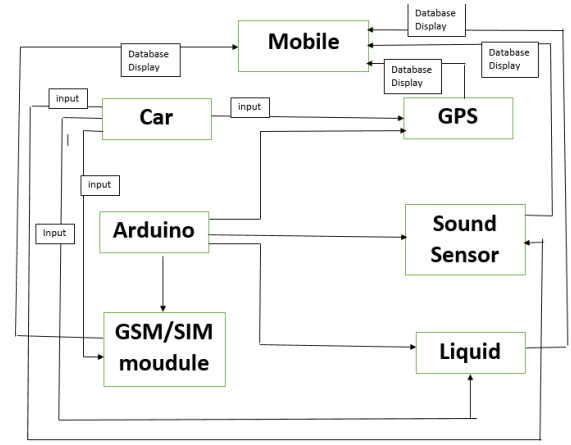 Database
Display
Mobile
Database
Display
Database
Display
Database
Display
input
Car
input
GPS
input
Arduino
Sound
Sensor
Input
GSM/SIM
moudule
Liquid